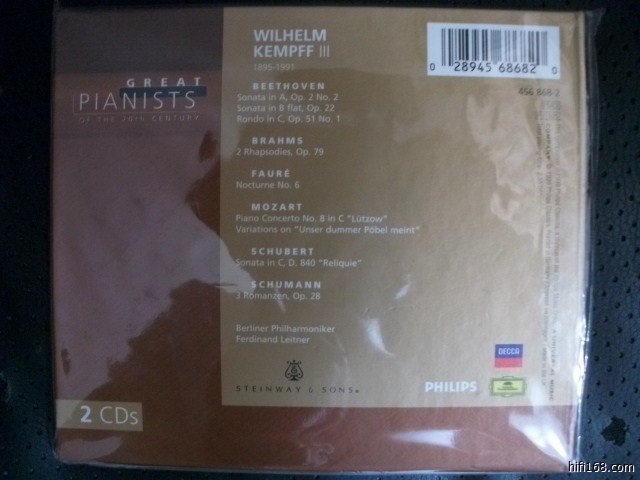 GREAT
PIANISTS
OF THE 20TH CENTURY
WILHELM
KEMPFF III
1895-1991
BEETHOVEN
Sonata in A, Op. 2 No. 2
Sonata in B flat, Op. 22
Rondo in C, Op. 51 No. 1
BRAHMS
2 Rhapsodies, Op. 79
FAURÉ
Nocturne No. 6
MOZART
Piano Concerto No. 8 in C "Lützow"
Variations on "Unser dummer Pöbel meint"
SCHUBERT
Sonata in C, D. 840 "Reliquie"
SCHUMANN
3 Romanzen, Op. 28
Berliner Philharmoniker
Ferdinand Leitner
STEINWAY & SONS
0 28945 68682 0
456 868-2
DECCA
PHILIPS
2 CDs
hifi168.com